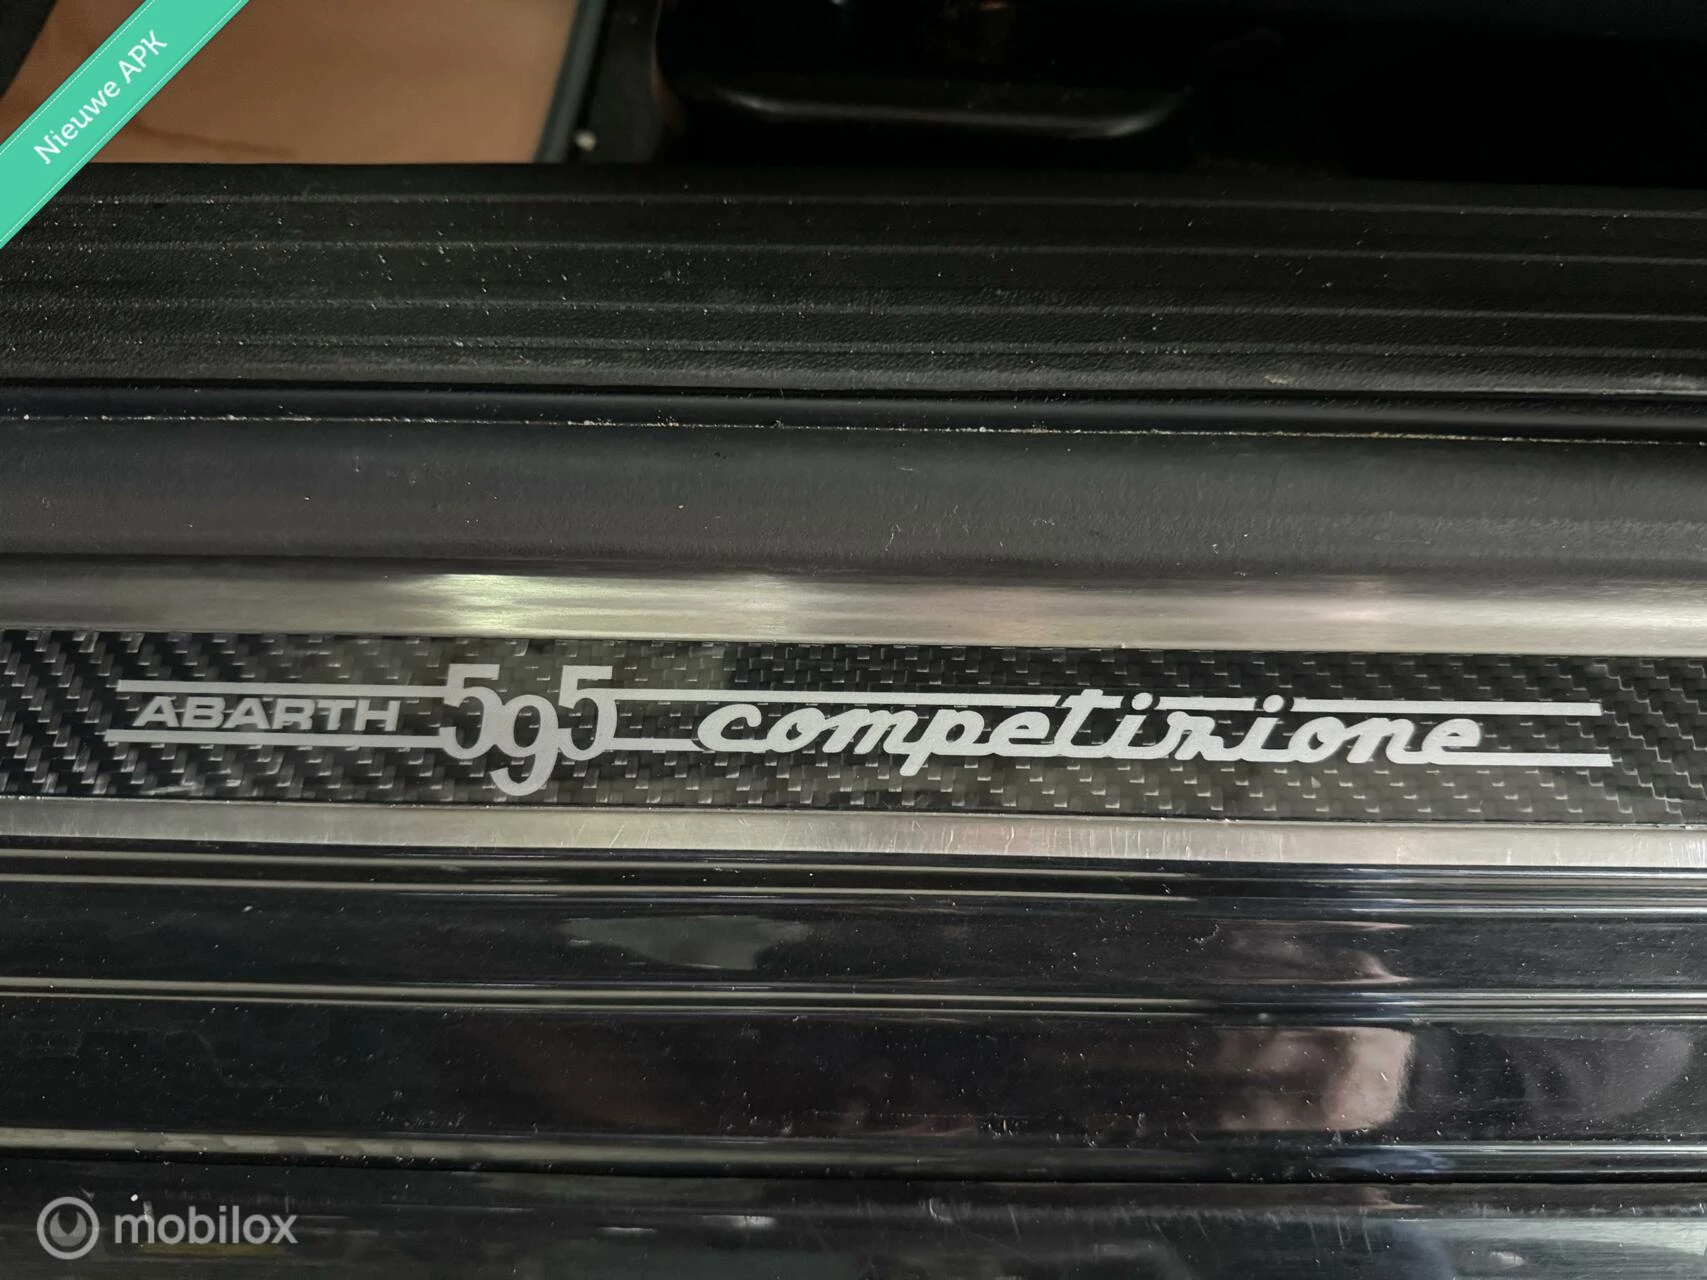 Nieuwe APK
ABARTH 595 competizione
mobilox